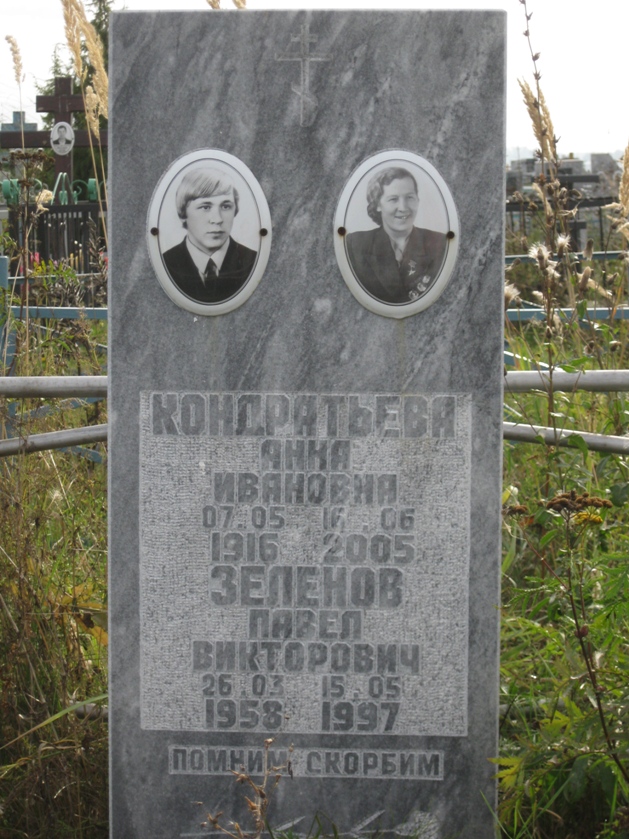 КОНДРАТЬЕВА
АННА
ИВАНОВНА
07.05 16.06
1916 2005
ЗЕЛЕНОВ
ПАВЕЛ
ВИКТОРОВИЧ
26.03 15.05
1958 1997
ПОМНИМ СКОРБИМ